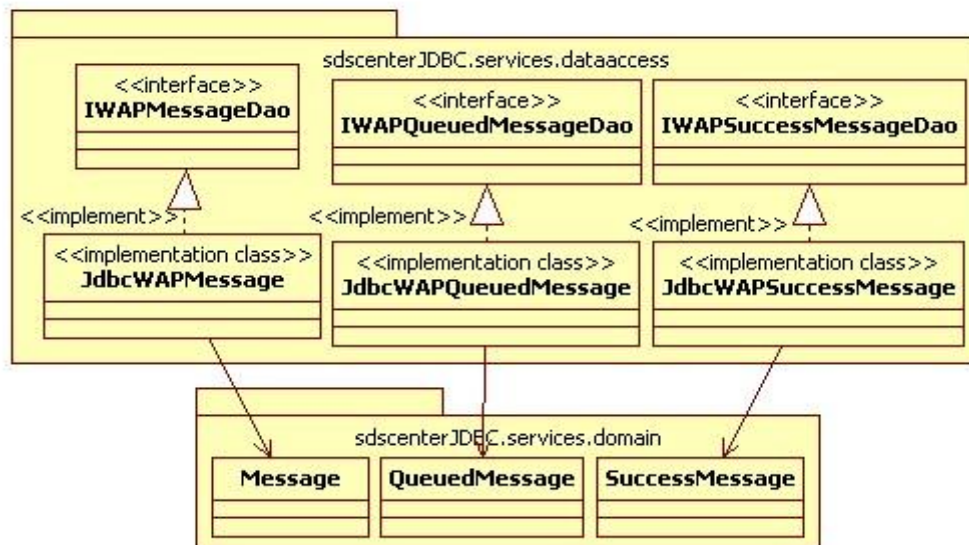 sdscenterJDBC.services.dataaccess
<<interface>>
IWAPMessageDao
<<interface>>
IWAPQueuedMessageDao
<<interface>>
IWAPSuccessMessageDao
<<implement>>
<<implement>>
<<implement>>
<<implementation class>>
JdbcWAPMessage
<<implementation class>>
JdbcWAPQueuedMessage
<<implementation class>>
JdbcWAPSuccessMessage
sdscenterJDBC.services.domain
Message
QueuedMessage
SuccessMessage